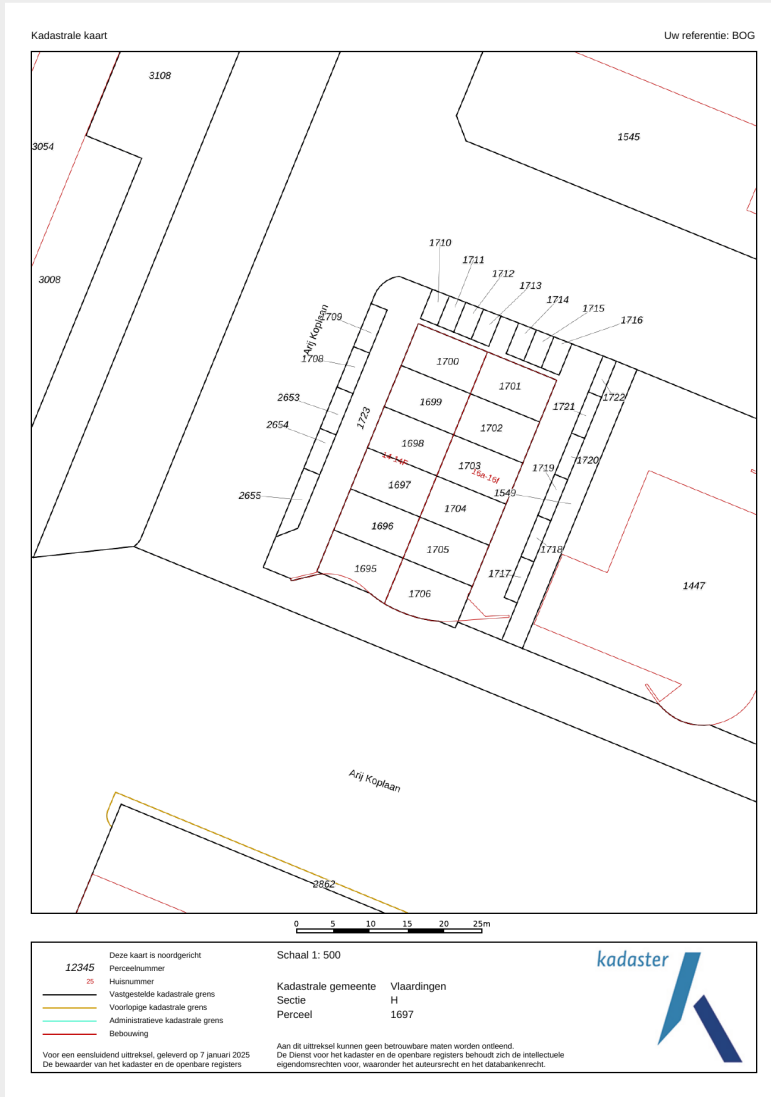 Kadastrale kaart
Uw referentie: BOG
3108
1545
3054
3008
1710
1711
1712
1713
1714
1715
1716
1709
Arij Koplaan
1708
1700
1701
2653
1699
1721
1722
2654
1723
1702
1698
14-14F
1703
16a-16f
1719
1720
2655
1697
1549
1704
1696
1705
1718
1695
1717
1706
1447
Arij Koplaan
2862
0 5 10 15 20 25m
Deze kaart is noordgericht
12345 Perceelnummer
25 Huisnummer
Vastgestelde kadastrale grens
Voorlopige kadastrale grens
Administratieve kadastrale grens
Bebouwing
Voor een eensluidend uittreksel, geleverd op 7 januari 2025
De bewaarder van het kadaster en de openbare registers
Schaal 1: 500
Kadastrale gemeente Vlaardingen
Sectie H
Perceel 1697
Aan dit uittreksel kunnen geen betrouwbare maten worden ontleend.
De Dienst voor het kadaster en de openbare registers behoudt zich de intellectuele
eigendomsrechten voor, waaronder het auteursrecht en het databankenrecht.
kadaster